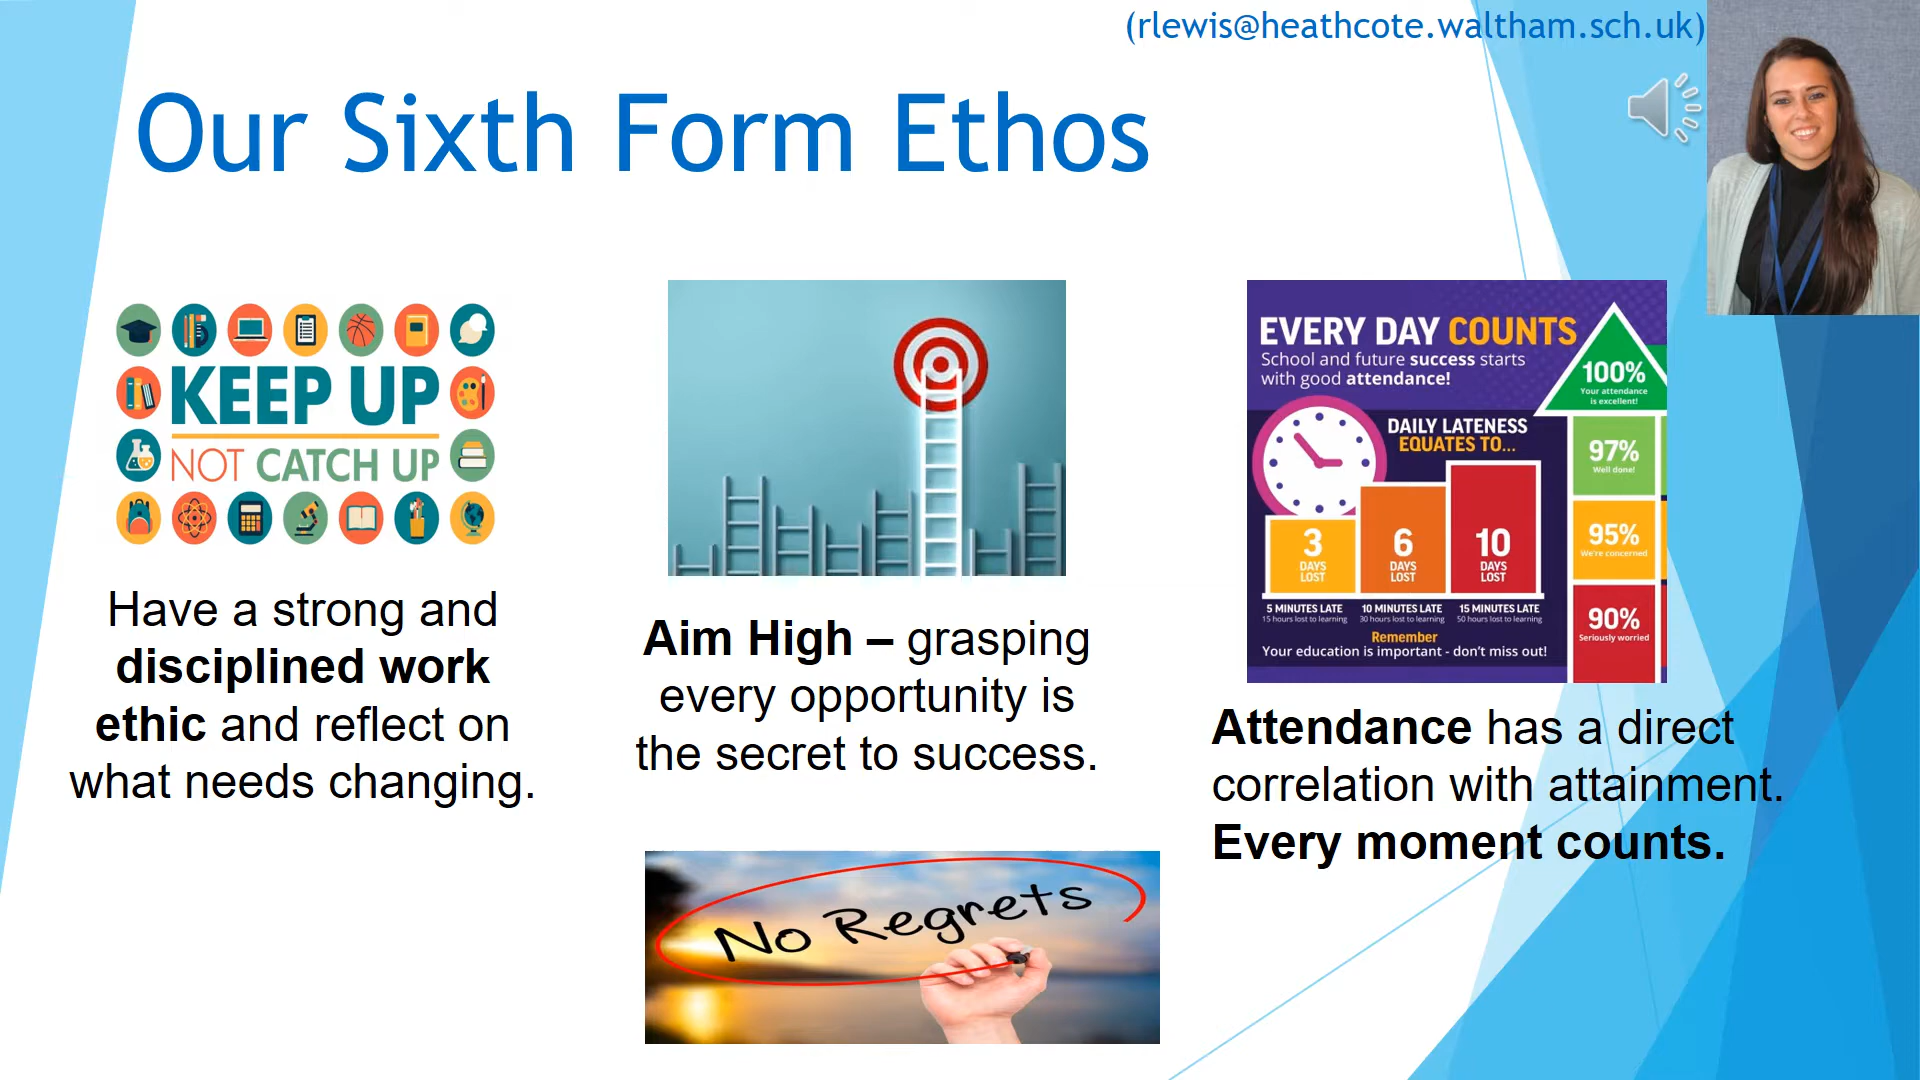 (rlewis@heathcote.waltham.sch.uk)
Our Sixth Form Ethos
KEEP UP
NOT CATCH UP
Have a strong and
disciplined work
ethic and reflect on
what needs changing.
Aim High – grasping
every opportunity is
the secret to success.
No Regrets
EVERY DAY COUNTS
School and future success starts
with good attendance!
DAILY LATENESS
EQUATES TO...
3
DAYS
LOST
6
DAYS
LOST
10
DAYS
LOST
5 MINUTES LATE
15 hours lost to learning
10 MINUTES LATE
30 hours lost to learning
15 MINUTES LATE
50 hours lost to learning
Remember
Your education is important - don't miss out!
100%
Your attendance
is excellent!
97%
Well done!
95%
We're concerned
90%
Seriously worried
Attendance has a direct
correlation with attainment.
Every moment counts.